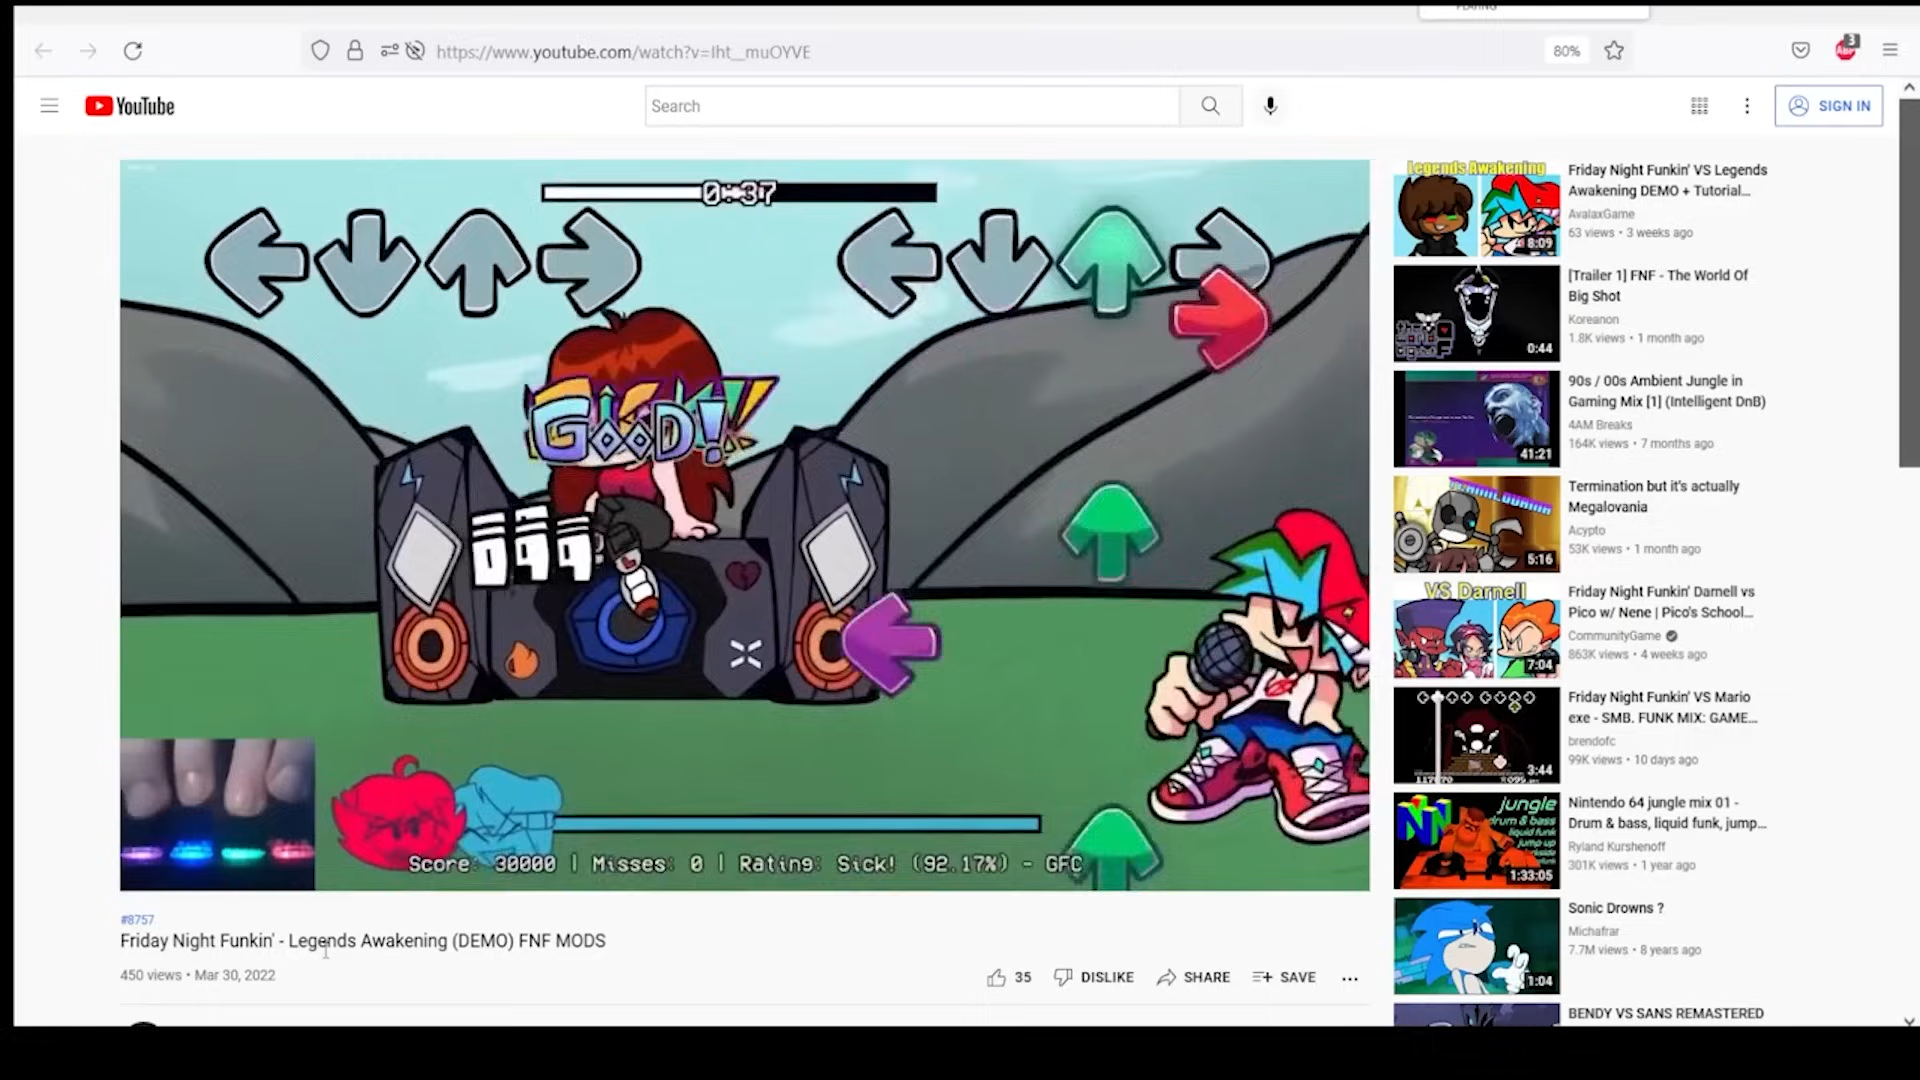 https://www.youtube.com/watch?v=Iht__muOYVE
80%
3
YouTube
Search
SIGN IN
0:37
GOOD!
099
Score: 30000 | Misses: 0 | Rating: Sick! (92.17%) - GFC
#8757
Friday Night Funkin' - Legends Awakening (DEMO) FNF MODS
450 views • Mar 30, 2022
35
DISLIKE
SHARE
SAVE
Legends Awakening
8:09
Friday Night Funkin' VS Legends
Awakening DEMO + Tutorial...
AvalaxGame
63 views • 3 weeks ago
0:44
[Trailer 1] FNF - The World Of
Big Shot
Koreanon
1.8K views • 1 month ago
41:21
90s / 00s Ambient Jungle in
Gaming Mix [1] (Intelligent DnB)
4AM Breaks
164K views • 7 months ago
5:16
Termination but it's actually
Megalovania
Acypto
53K views • 1 month ago
VS Darnell
7:04
Friday Night Funkin' Darnell vs
Pico w/ Nene | Pico's School...
CommunityGame
863K views • 4 weeks ago
3:44
Friday Night Funkin' VS Mario
exe - SMB. FUNK MIX: GAME...
brendofc
99K views • 10 days ago
jungle
drum & bass
liquid funk
jump up
1:33:05
Nintendo 64 jungle mix 01 -
Drum & bass, liquid funk, jump...
Ryland Kurshenoff
301K views • 1 year ago
1:04
Sonic Drowns ?
Michafrar
7.7M views • 8 years ago
BENDY VS SANS REMASTERED